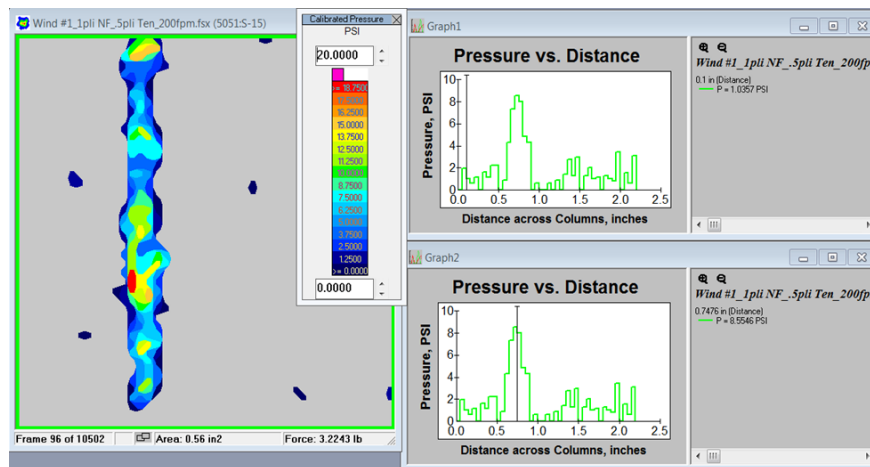 Wind #1_1pli NF_.5pli Ten_200fpm.fsx (5051:S-15)
Calibrated Pressure
PSI
20.0000
>= 18.7500
16.2500
15.0000
13.7500
12.5000
11.2500
10.0000
8.7500
7.5000
6.2500
5.0000
3.7500
2.5000
1.2500
>= 0.0000
0.0000
Frame 96 of 10502
Area: 0.56 in2
Force: 3.2243 lb
Graph1
Pressure vs. Distance
Pressure, PSI
10
8
6
4
2
0
0.0 0.5 1.0 1.5 2.0 2.5
Distance across Columns, inches
Wind #1_1pli NF_.5pli Ten_200fp
0.1 in (Distance)
P = 1.0357 PSI
Graph2
Pressure vs. Distance
Pressure, PSI
10
8
6
4
2
0
0.0 0.5 1.0 1.5 2.0 2.5
Distance across Columns, inches
Wind #1_1pli NF_.5pli Ten_200fp
0.7476 in (Distance)
P = 8.5546 PSI